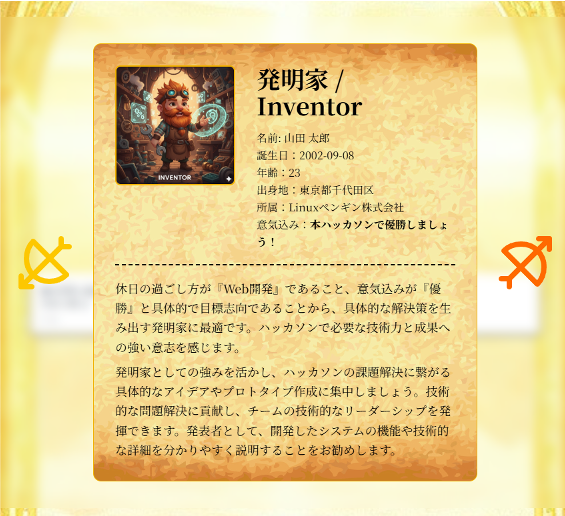 発明家 /
Inventor
名前: 山田 太郎
誕生日：2002-09-08
年齢：23
出身地：東京都千代田区
所属：Linuxペンギン株式会社
意気込み：本ハッカソンで優勝しましょ
う！
INVENTOR
休日の過ごし方が『Web開発』であること、意気込みが『優
勝』と具体的で目標志向であることから、具体的な解決策を生
み出す発明家に最適です。ハッカソンで必要な技術力と成果へ
の強い意志を感じます。
発明家としての強みを活かし、ハッカソンの課題解決に繋がる
具体的なアイデアやプロトタイプ作成に集中しましょう。技術
的な問題解決に貢献し、チームの技術的なリーダーシップを発
揮できます。発表者として、開発したシステムの機能や技術的
な詳細を分かりやすく説明することをお勧めします。